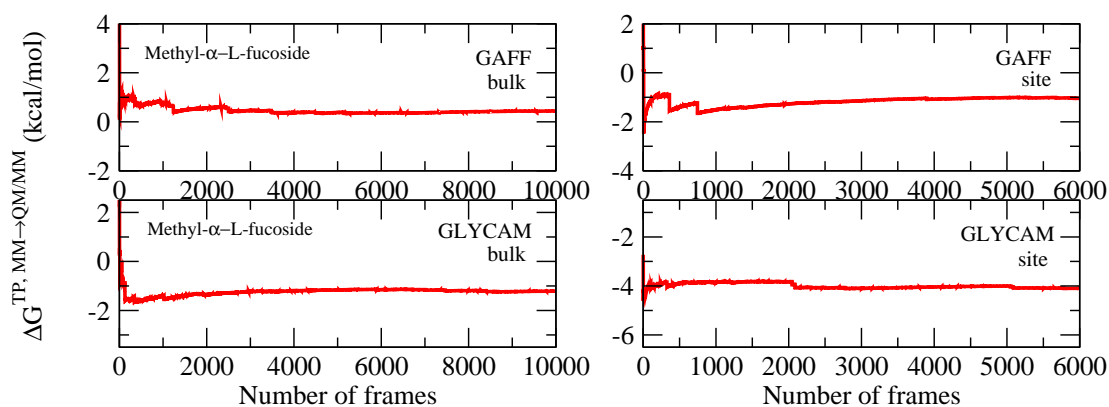 ΔG^TP, MM→QM/MM (kcal/mol)
4
2
0
-2
Methyl-α–L-fucoside
GAFF
bulk
0 2000 4000 6000 8000 10000
2
0
-2
-4
GAFF
site
0 1000 2000 3000 4000 5000 6000
2
0
-2
Methyl-α–L-fucoside
GLYCAM
bulk
0 2000 4000 6000 8000 10000
Number of frames
-2
-4
-6
GLYCAM
site
0 1000 2000 3000 4000 5000 6000
Number of frames